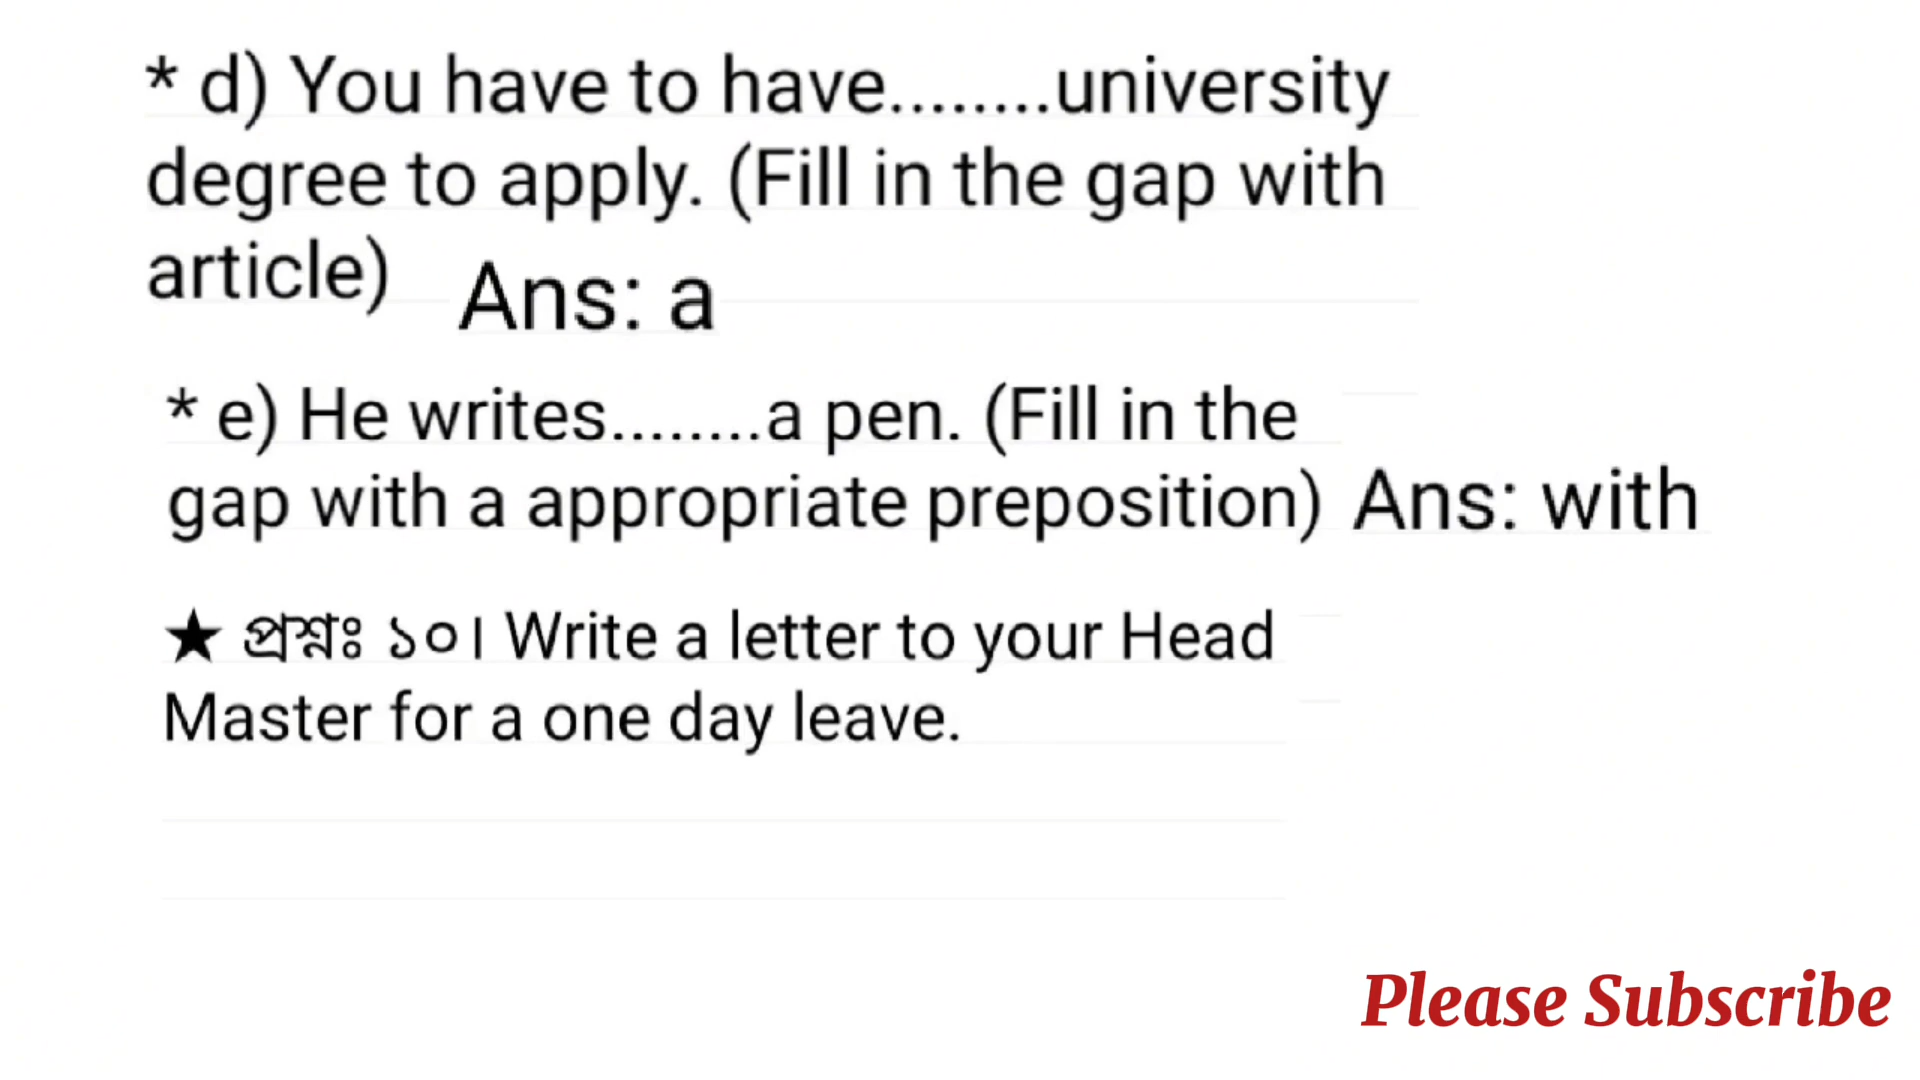 * d) You have to have........university
degree to apply. (Fill in the gap with
article) Ans: a
* e) He writes........a pen. (Fill in the
gap with a appropriate preposition) Ans: with
★ প্রশ্নঃ ১০। Write a letter to your Head
Master for a one day leave.
Please Subscribe